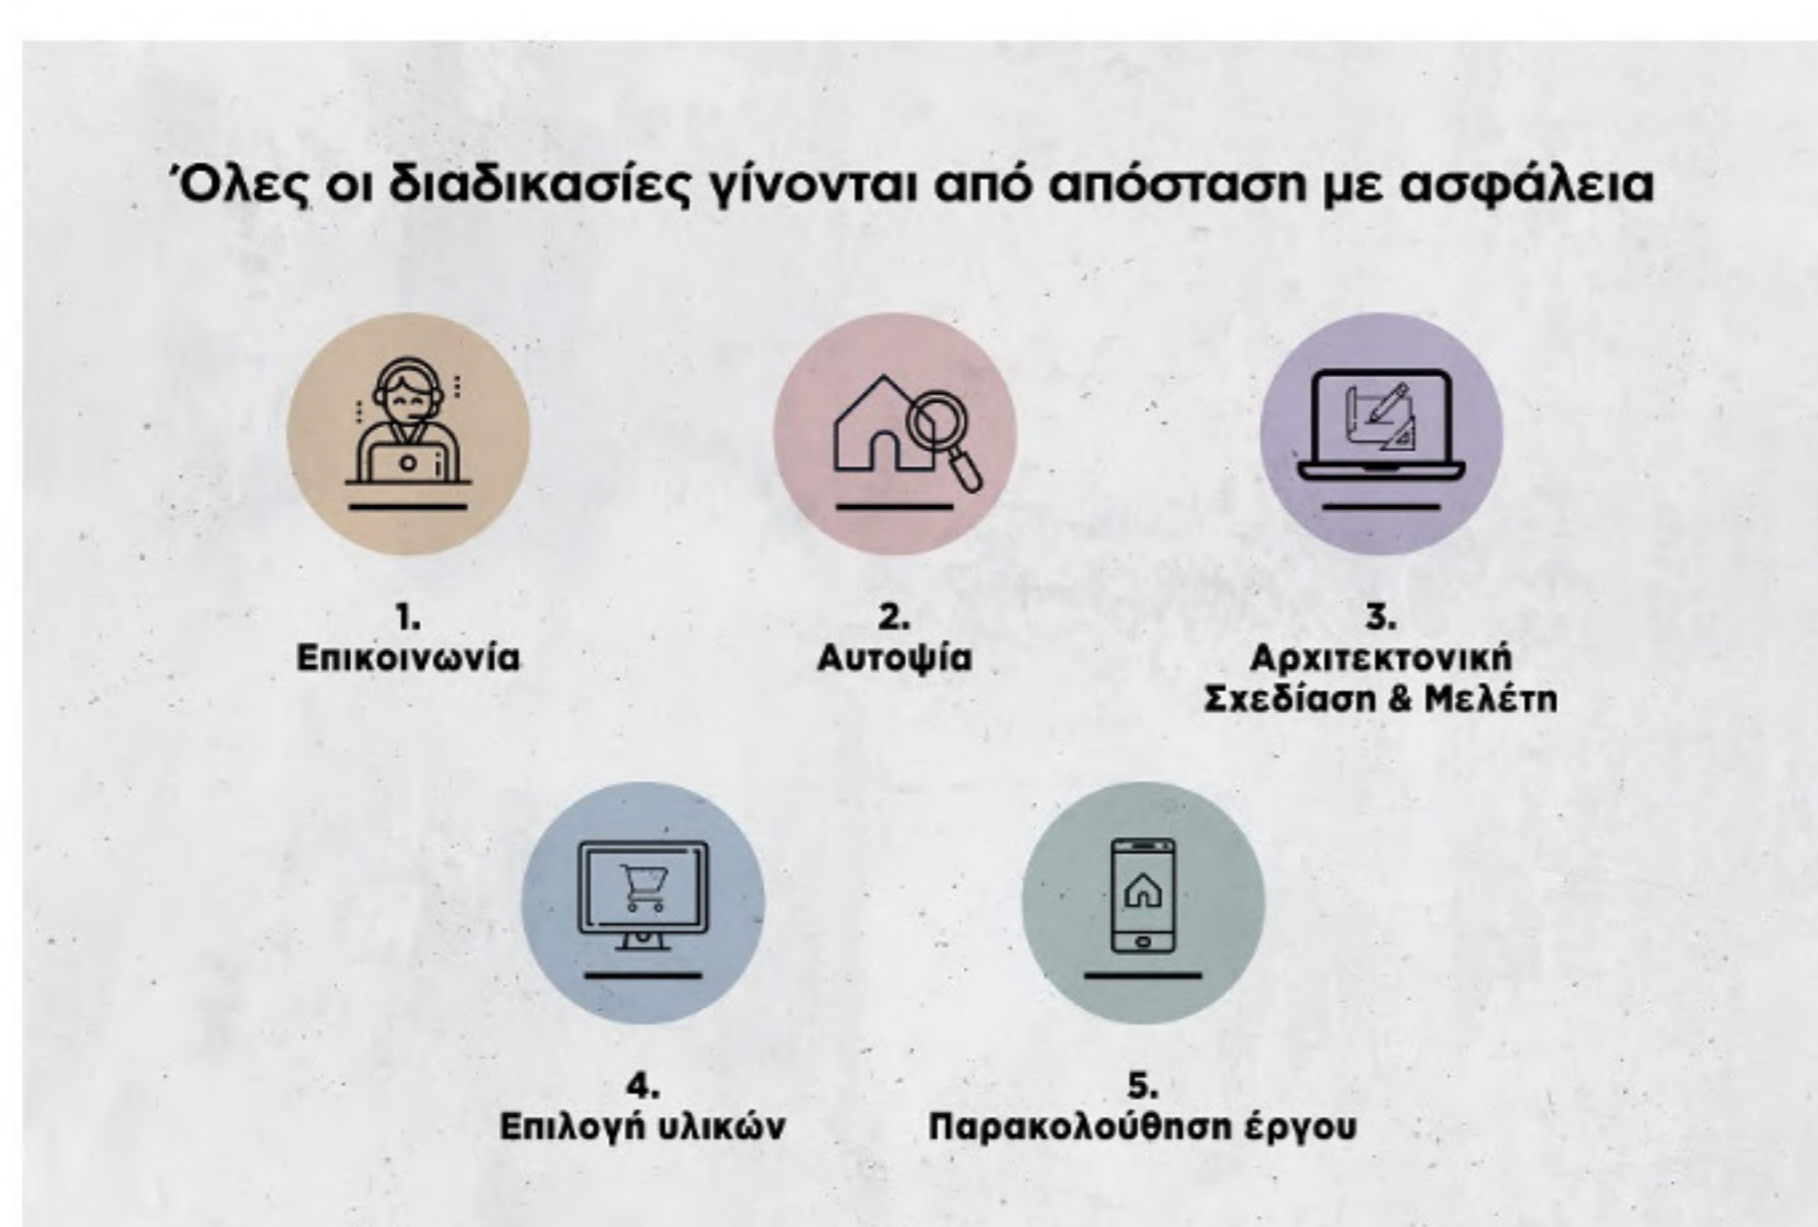 Όλες οι διαδικασίες γίνονται από απόσταση με ασφάλεια
1.
Επικοινωνία
2.
Αυτοψία
3.
Αρχιτεκτονική
Σχεδίαση & Μελέτη
4.
Επιλογή υλικών
5.
Παρακολούθηση έργου